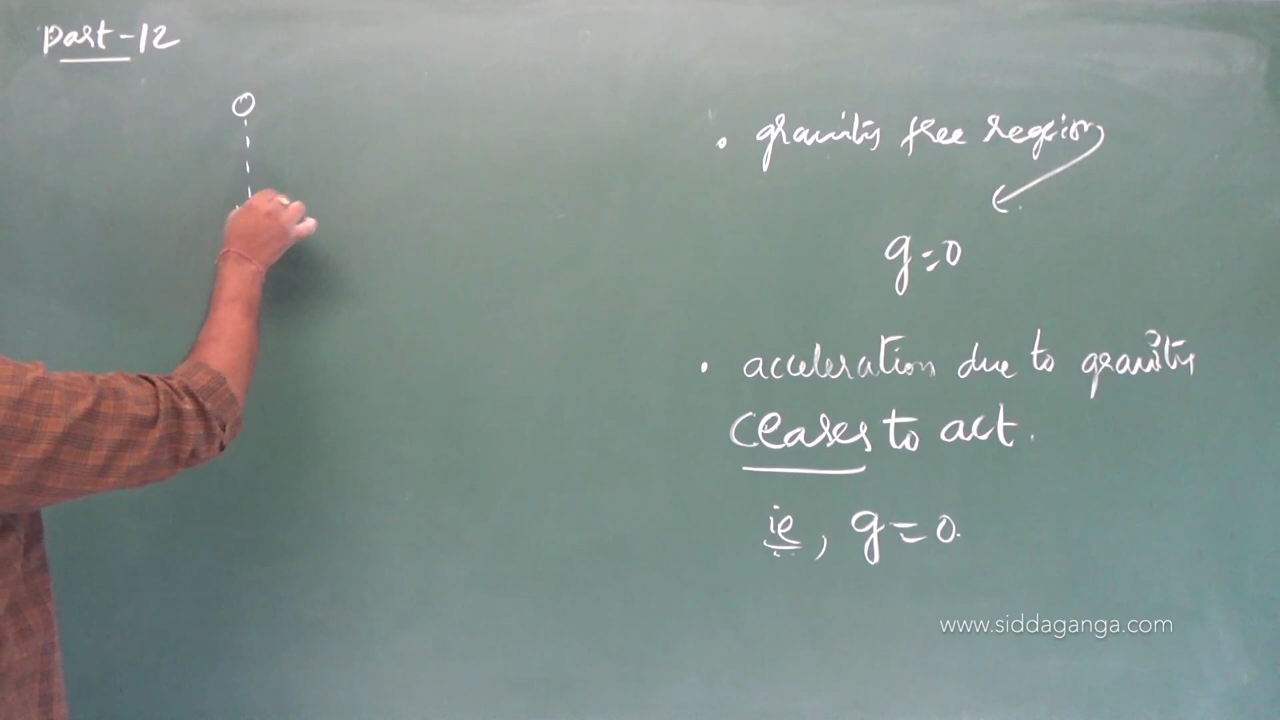 Part-12
• gravity free region
g=0
• acceleration due to gravity
ceases to act.
ie, g=0.
www.siddaganga.com